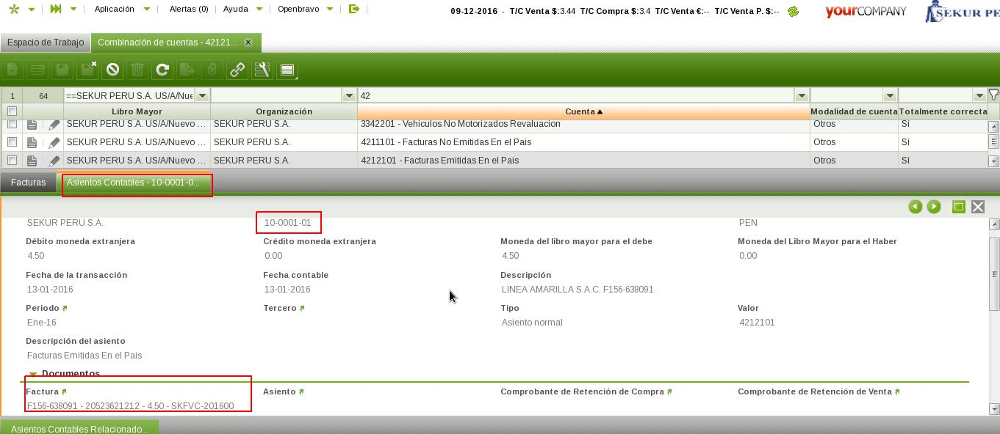 Aplicación Alertas (0) Ayuda Openbravo 09-12-2016 - T/C Venta $:3.44 T/C Compra $:3.4 T/C Venta €:-- T/C Venta P. $:-- yourCOMPANY SEKUR PE
Espacio de Trabajo Combinación de cuentas - 42121... x
1 64 ==SEKUR PERU S.A. US/A/Nue 42
Libro Mayor Organización Cuenta Modalidad de cuenta Totalmente correcta
SEKUR PERU S.A. US/A/Nuevo ... SEKUR PERU S.A. 3342201 - Vehiculos No Motorizados Revaluacion Otros Sí
SEKUR PERU S.A. US/A/Nuevo ... SEKUR PERU S.A. 4211101 - Facturas No Emitidas En el Pais Otros Sí
SEKUR PERU S.A. US/A/Nuevo ... SEKUR PERU S.A. 4212101 - Facturas Emitidas En el Pais Otros Sí
Facturas Asientos Contables - 10-0001-0...
SEKUR PERU S.A. 10-0001-01 PEN
Débito moneda extranjera Crédito moneda extranjera Moneda del libro mayor para el debe Moneda del Libro Mayor para el Haber
4.50 0.00 4.50 0.00
Fecha de la transacción Fecha contable Descripción
13-01-2016 13-01-2016 LINEA AMARILLA S.A.C. F156-638091
Periodo Tercero Tipo Valor
Ene-16 Asiento normal 4212101
Descripción del asiento
Facturas Emitidas En el Pais
Documentos
Factura Asiento Comprobante de Retención de Compra Comprobante de Retención de Venta
F156-638091 - 20523621212 - 4.50 - SKFVC-201600
Asientos Contables Relacionado...